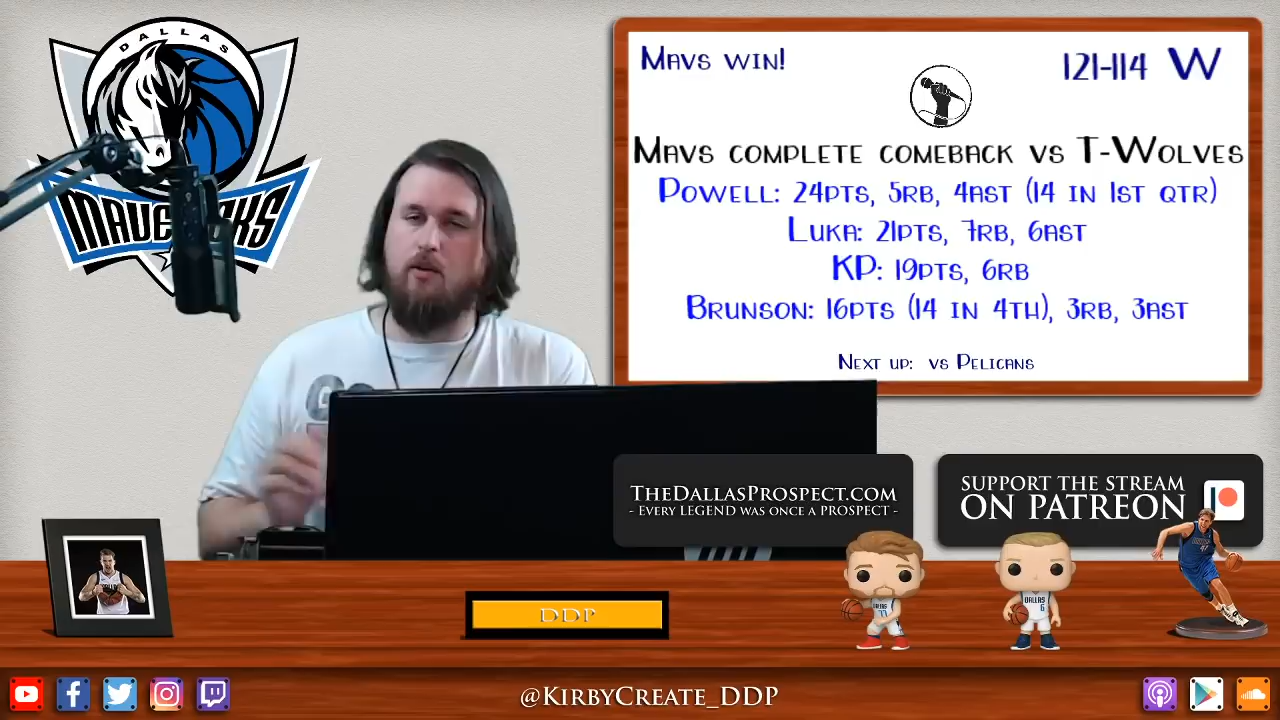 DALLAS
MAVERICKS
Mavs win!
121-114 W
Mavs complete comeback vs T-Wolves
Powell: 24pts, 5rb, 4ast (14 in 1st qtr)
Luka: 21pts, 7rb, 6ast
KP: 19pts, 6rb
Brunson: 16pts (14 in 4th), 3rb, 3ast
Next up: vs Pelicans
TheDallasProspect.com
- Every LEGEND was once a PROSPECT -
SUPPORT THE STREAM
ON PATREON
DDP
@KirbyCreate_DDP